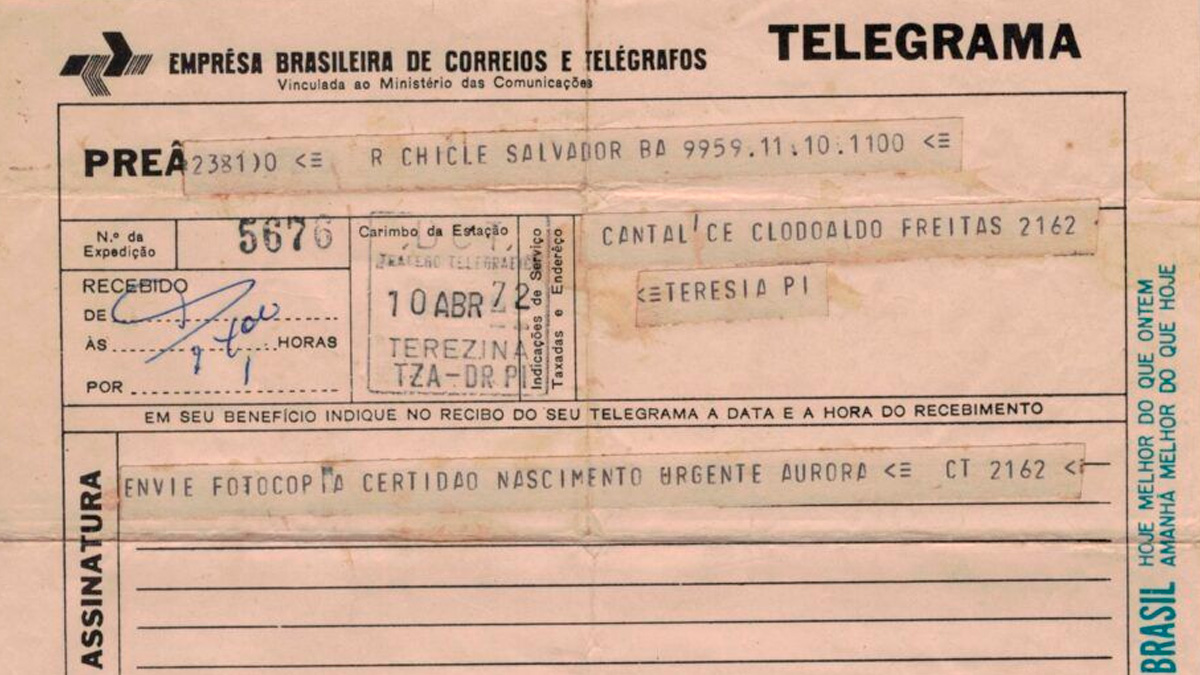 EMPRÊSA BRASILEIRA DE CORREIOS E TELÉGRAFOS
Vinculada ao Ministério das Comunicações
TELEGRAMA
PREÂ
2381)0 <≡ R CHICLE SALVADOR BA 9959.11.10.1100 <≡
N.º da
Expedição
5676
Carimbo da Estação
10 ABR 72
TEREZINA
TZA-DR PI
Indicações de Serviço
Taxadas e Enderêço
CANTAL'CE CLODOALDO FREITAS 2162
<≡TERESIA PI
RECEBIDO
DE
ÀS HORAS
POR
EM SEU BENEFÍCIO INDIQUE NO RECIBO DO SEU TELEGRAMA A DATA E A HORA DO RECEBIMENTO
ASSINATURA
ENVIE FOTOCOPIA CERTIDAO NASCIMENTO URGENTE AURORA <≡ CT 2162 <
BRASIL
HOJE MELHOR DO QUE ONTEM
AMANHÃ MELHOR DO QUE HOJE